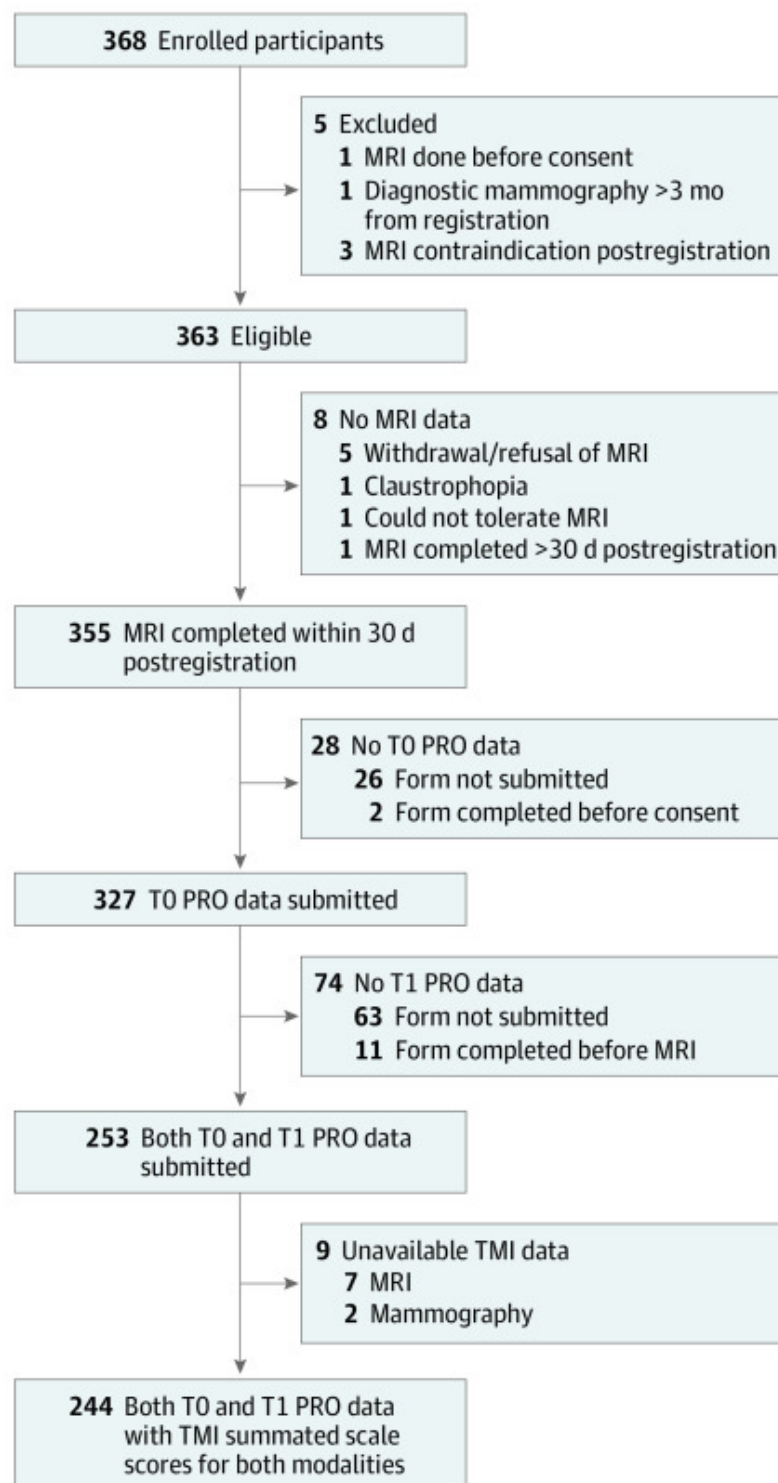 368 Enrolled participants
5 Excluded
1 MRI done before consent
1 Diagnostic mammography >3 mo
from registration
3 MRI contraindication postregistration
363 Eligible
8 No MRI data
5 Withdrawal/refusal of MRI
1 Claustrophopia
1 Could not tolerate MRI
1 MRI completed >30 d postregistration
355 MRI completed within 30 d
postregistration
28 No T0 PRO data
26 Form not submitted
2 Form completed before consent
327 T0 PRO data submitted
74 No T1 PRO data
63 Form not submitted
11 Form completed before MRI
253 Both T0 and T1 PRO data
submitted
9 Unavailable TMI data
7 MRI
2 Mammography
244 Both T0 and T1 PRO data
with TMI summated scale
scores for both modalities